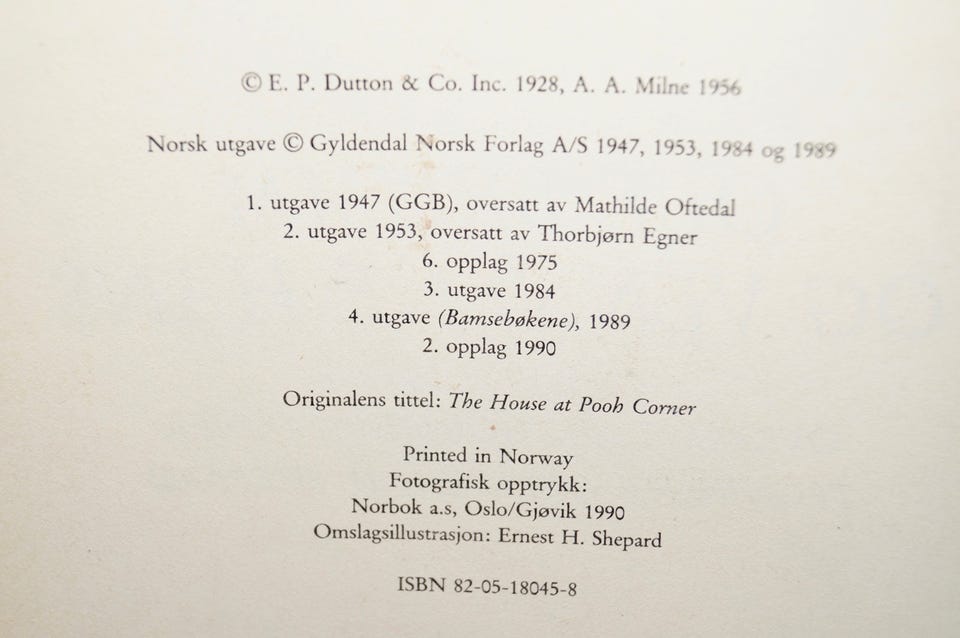 © E. P. Dutton & Co. Inc. 1928, A. A. Milne 1956
Norsk utgave © Gyldendal Norsk Forlag A/S 1947, 1953, 1984 og 1989
1. utgave 1947 (GGB), oversatt av Mathilde Oftedal
2. utgave 1953, oversatt av Thorbjørn Egner
6. opplag 1975
3. utgave 1984
4. utgave (Bamsebøkene), 1989
2. opplag 1990
Originalens tittel: The House at Pooh Corner
Printed in Norway
Fotografisk opptrykk:
Norbok a.s, Oslo/Gjøvik 1990
Omslagsillustrasjon: Ernest H. Shepard
ISBN 82-05-18045-8